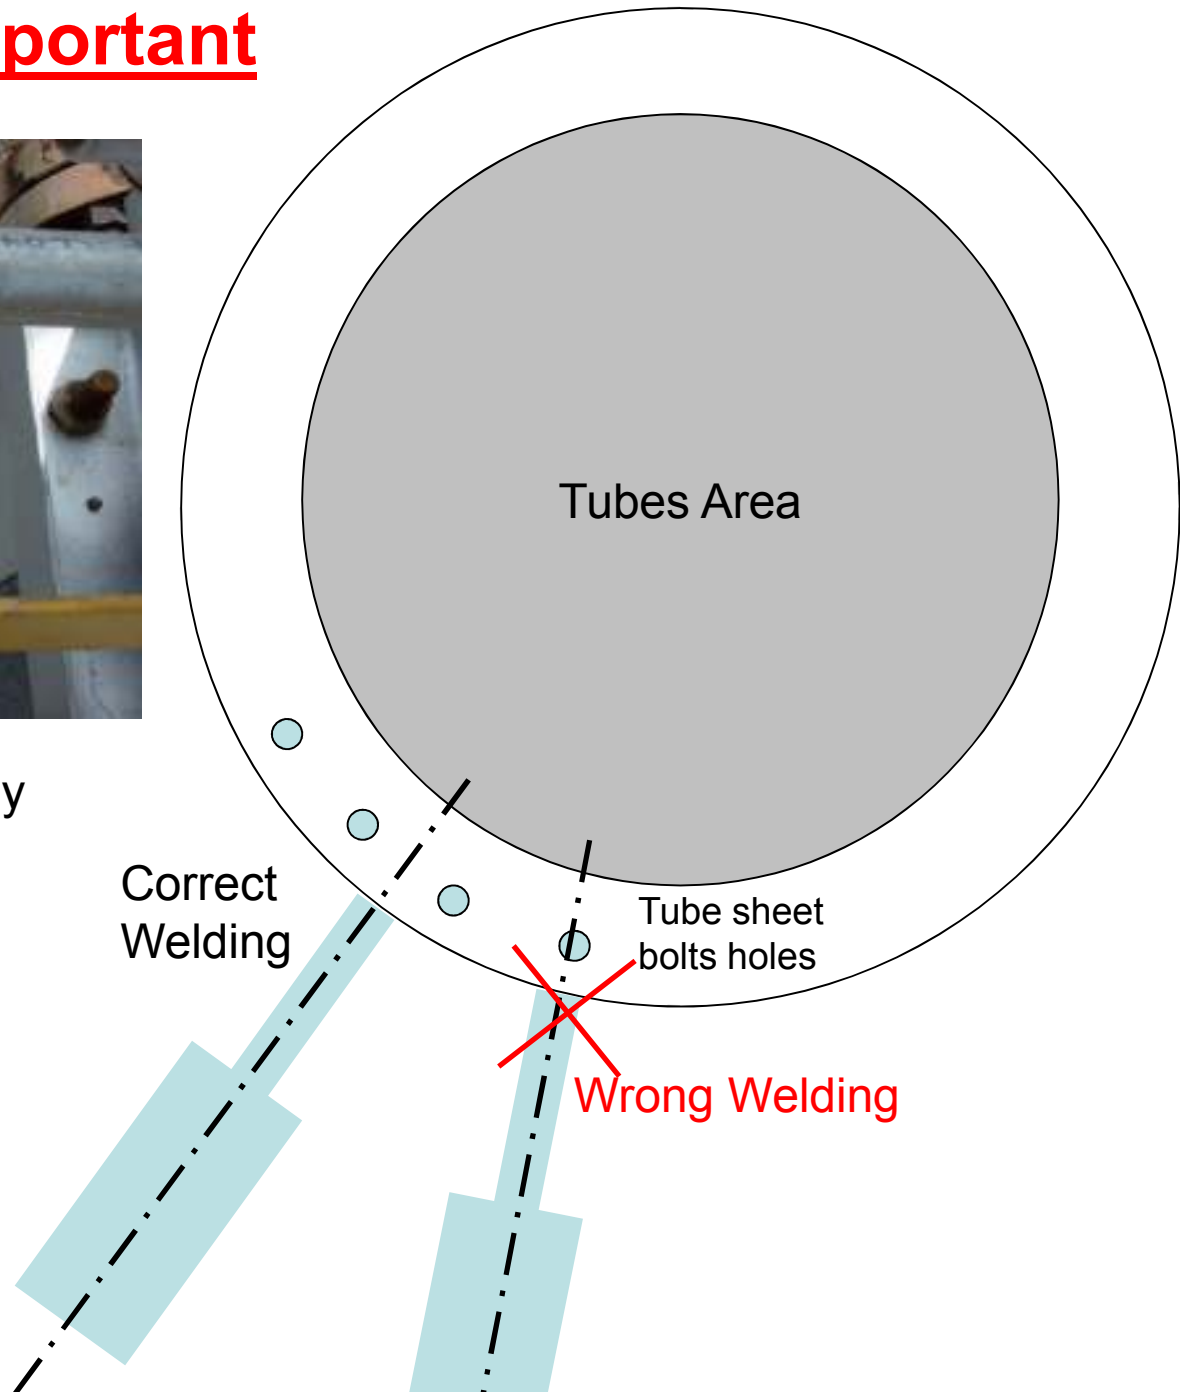 portant
Tubes Area
y
Correct
Welding
Tube sheet
bolts holes
Wrong Welding